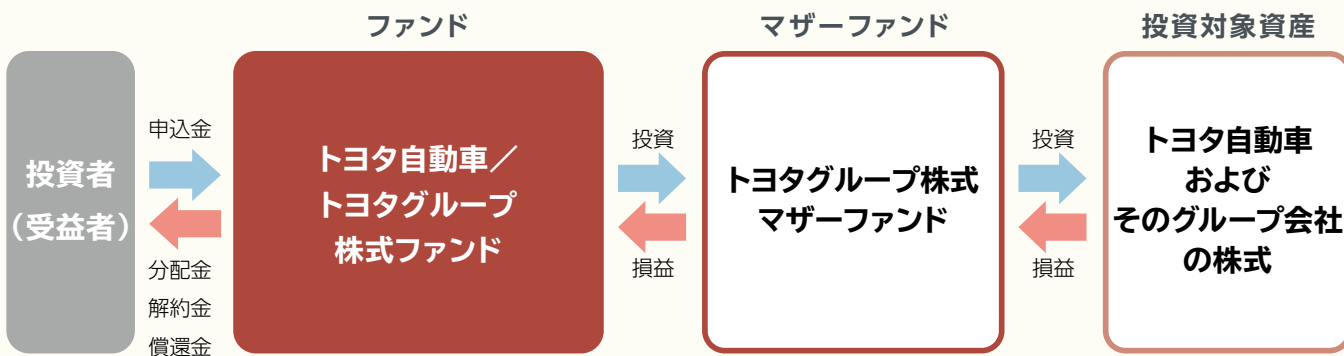 ファンド
マザーファンド
投資対象資産
投資者
（受益者）
申込金
分配金
解約金
償還金
トヨタ自動車／
トヨタグループ
株式ファンド
投資
損益
トヨタグループ株式
マザーファンド
投資
損益
トヨタ自動車
および
そのグループ会社
の株式